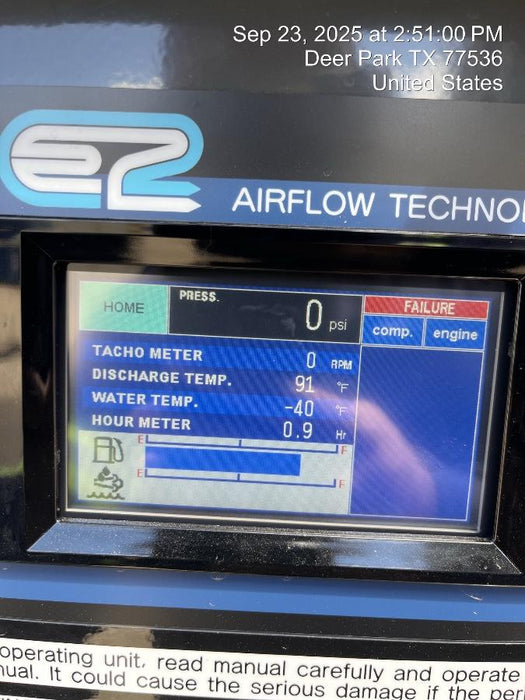 Sep 23, 2025 at 2:51:00 PM
Deer Park TX 77536
United States
e2
AIRFLOW TECHNO
HOME
PRESS.
0 psi
FAILURE
comp. engine
TACHO METER 0 RPM
DISCHARGE TEMP. 91 °F
WATER TEMP. -40 °F
HOUR METER 0.9 Hr
E F
E F
operating unit, read manual carefully and operate
nual. It could cause the serious damage if the